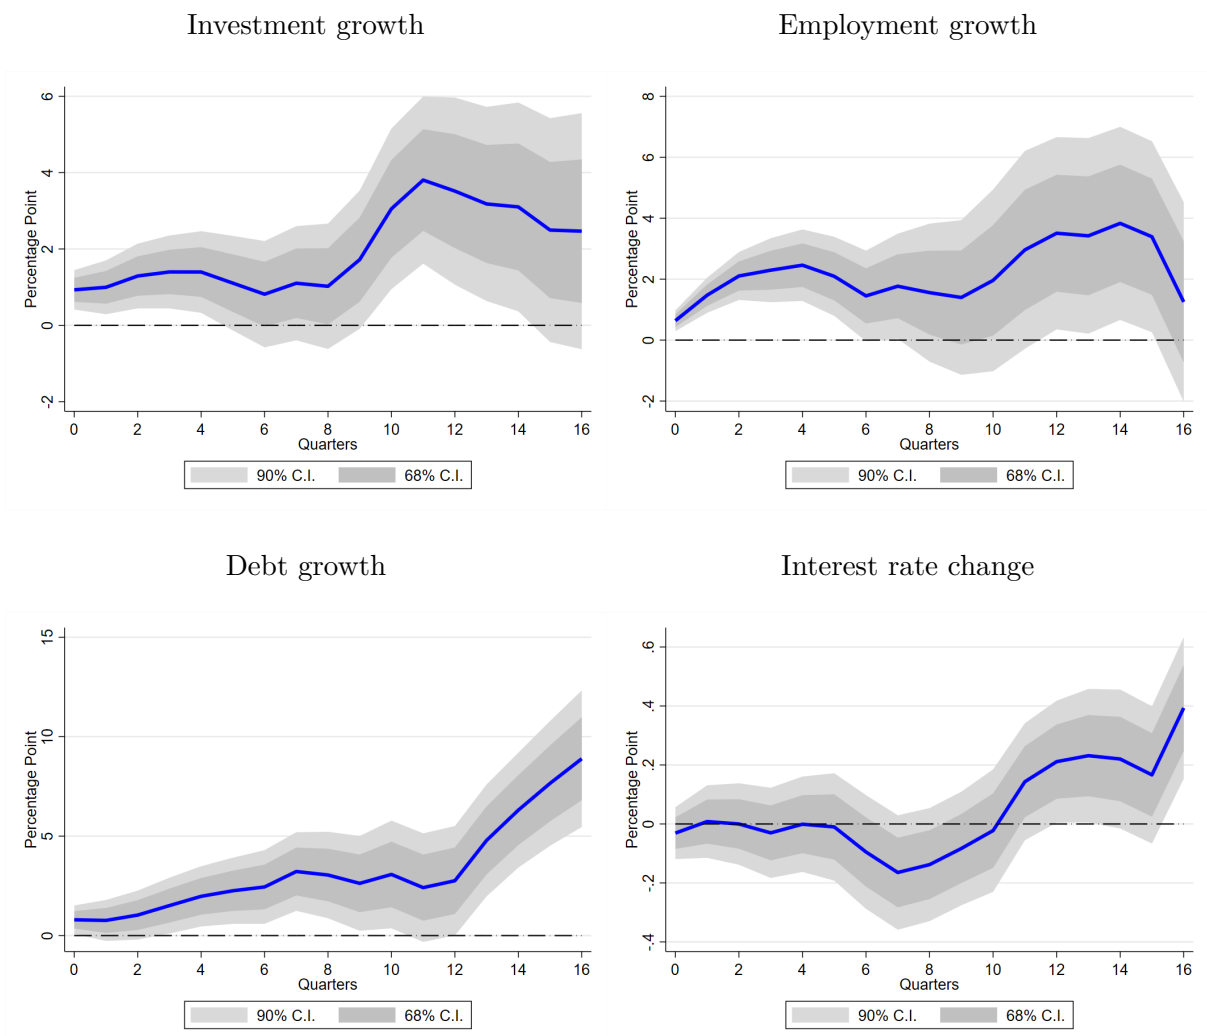 Investment growth
Percentage Point
6
4
2
0
-2
0 2 4 6 8 10 12 14 16
Quarters
90% C.I. 68% C.I.
Employment growth
Percentage Point
8
6
4
2
0
-2
0 2 4 6 8 10 12 14 16
Quarters
90% C.I. 68% C.I.
Debt growth
Percentage Point
15
10
5
0
0 2 4 6 8 10 12 14 16
Quarters
90% C.I. 68% C.I.
Interest rate change
Percentage Point
.6
.4
.2
0
-.2
-.4
0 2 4 6 8 10 12 14 16
Quarters
90% C.I. 68% C.I.